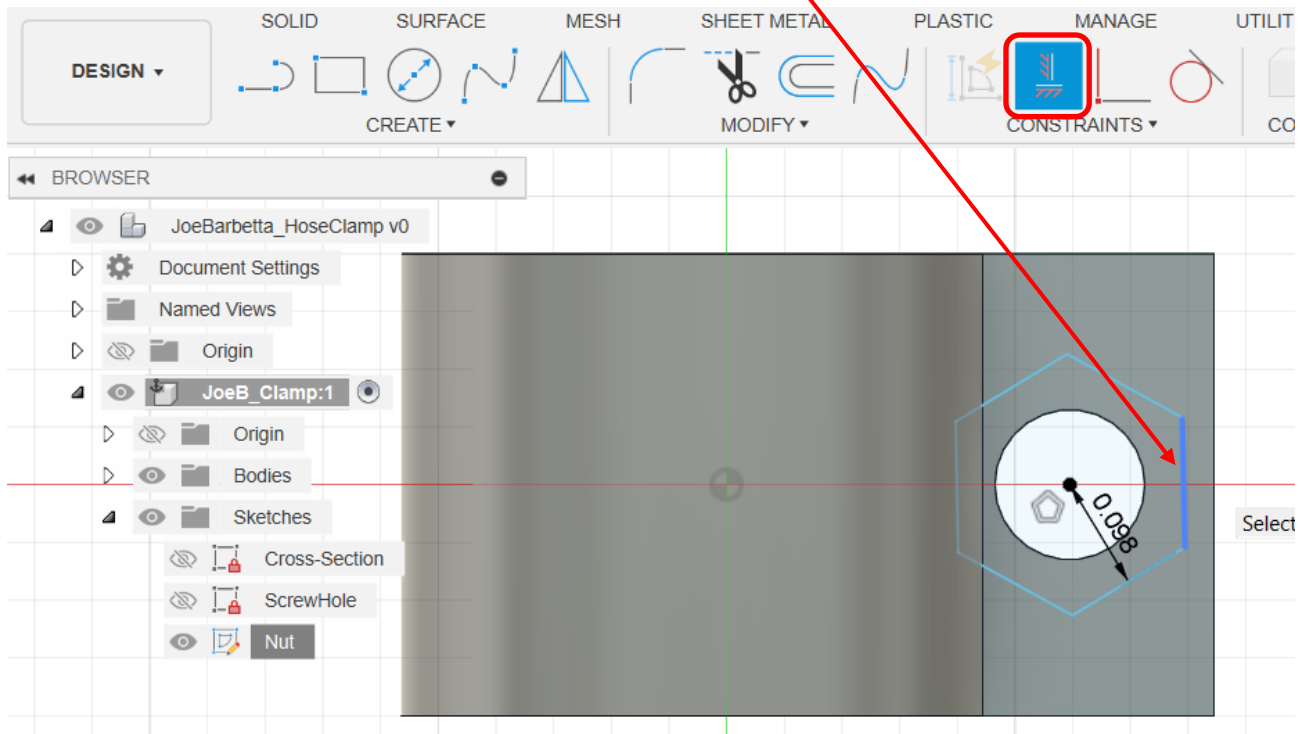 SOLID SURFACE MESH SHEET METAL PLASTIC MANAGE UTILIT
DESIGN
CREATE MODIFY CONSTRAINTS CO
BROWSER
JoeBarbetta_HoseClamp v0
Document Settings
Named Views
Origin
JoeB_Clamp:1
Origin
Bodies
Sketches
Cross-Section
ScrewHole
Nut
0.098
Select